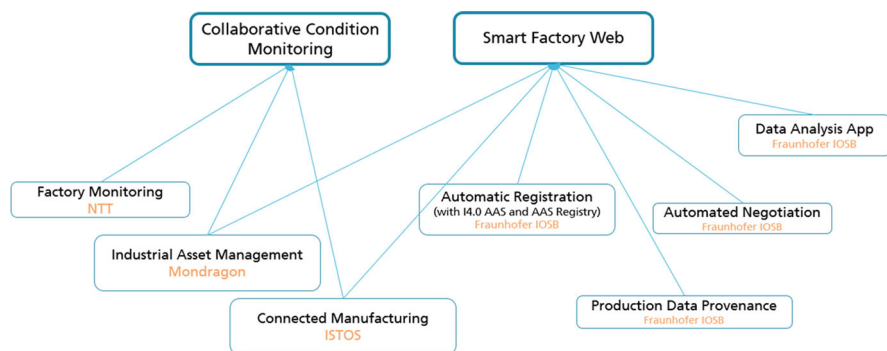 Collaborative Condition
Monitoring
Smart Factory Web
Data Analysis App
Fraunhofer IOSB
Factory Monitoring
NTT
Automatic Registration
(with I4.0 AAS and AAS Registry)
Fraunhofer IOSB
Automated Negotiation
Fraunhofer IOSB
Industrial Asset Management
Mondragon
Connected Manufacturing
ISTOS
Production Data Provenance
Fraunhofer IOSB